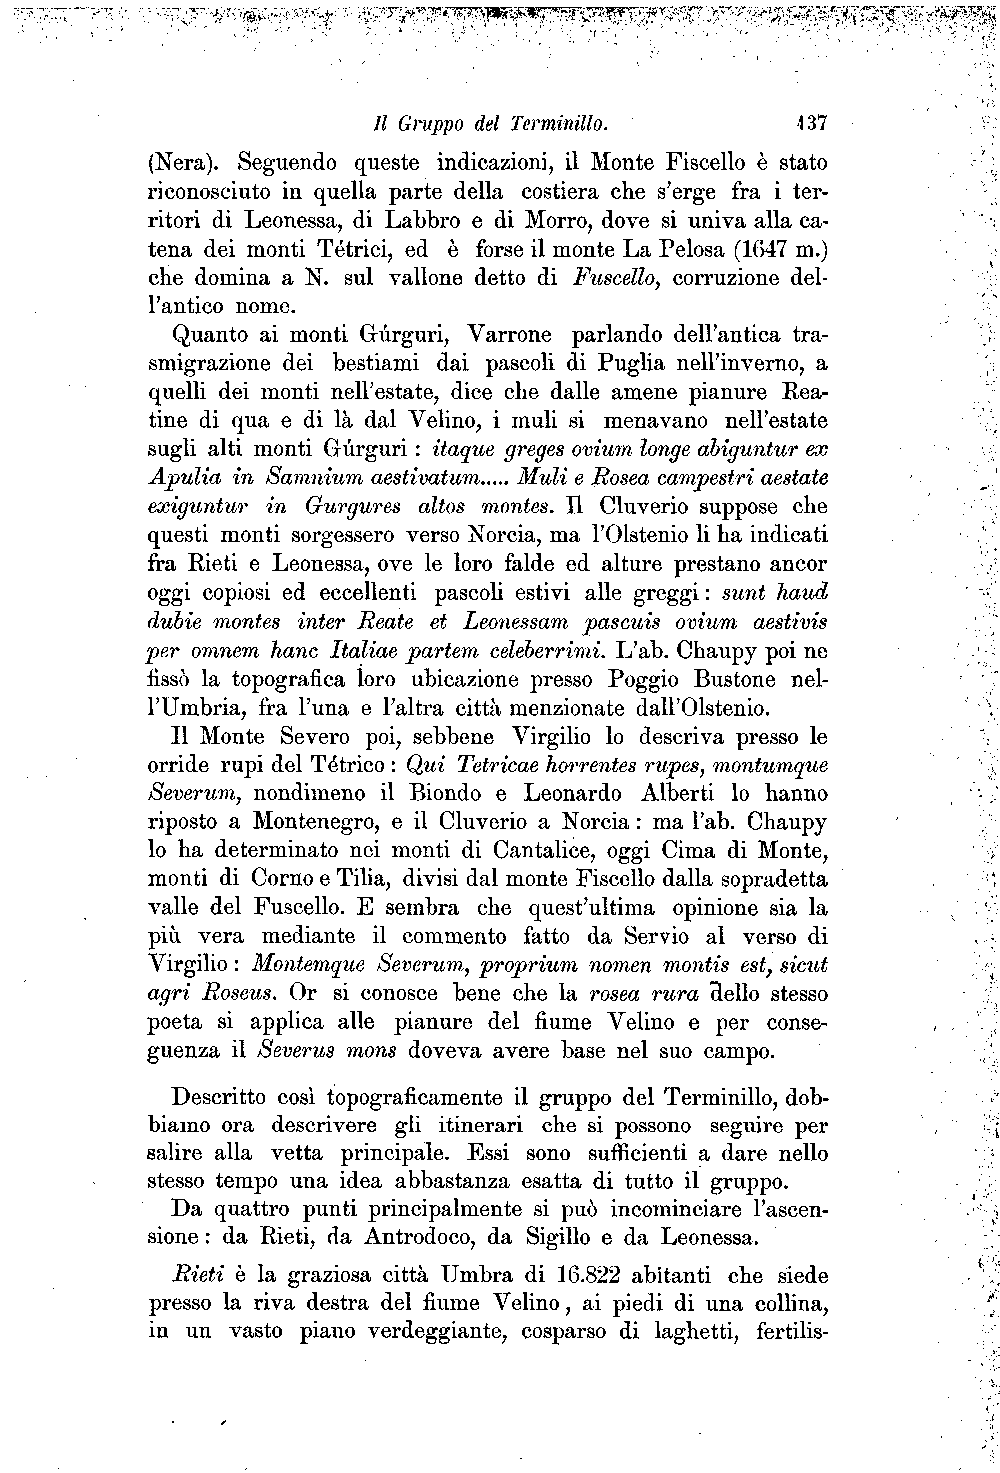 Il Gruppo del Terminillo. 137
(Nera). Seguendo queste indicazioni, il Monte Fiscello è stato
riconosciuto in quella parte della costiera che s'erge fra i ter-
ritori di Leonessa, di Labbro e di Morro, dove si univa alla ca-
tena dei monti Tétrici, ed è forse il monte La Pelosa (1647 m.)
che domina a N. sul vallone detto di Fuscello, corruzione del-
l'antico nome.
Quanto ai monti Gúrguri, Varrone parlando dell'antica tra-
smigrazione dei bestiami dai pascoli di Puglia nell'inverno, a
quelli dei monti nell'estate, dice che dalle amene pianure Rea-
tine di qua e di là dal Velino, i muli si menavano nell'estate
sugli alti monti Gúrguri : itaque greges ovium longe abiguntur ex
Apulia in Samnium aestivatum..... Muli e Rosea campestri aestate
exiguntur in Gurgures altos montes. Il Cluverio suppose che
questi monti sorgessero verso Norcia, ma l'Olstenio li ha indicati
fra Rieti e Leonessa, ove le loro falde ed alture prestano ancor
oggi copiosi ed eccellenti pascoli estivi alle greggi : sunt haud
dubie montes inter Reate et Leonessam pascuis ovium aestivis
per omnem hanc Italiae partem celeberrimi. L'ab. Chaupy poi ne
fissò la topografica loro ubicazione presso Poggio Bustone nel-
l'Umbria, fra l'una e l'altra città menzionate dall'Olstenio.
Il Monte Severo poi, sebbene Virgilio lo descriva presso le
orride rupi del Tétrico : Qui Tetricae horrentes rupes, montumque
Severum, nondimeno il Biondo e Leonardo Alberti lo hanno
riposto a Montenegro, e il Cluverio a Norcia : ma l'ab. Chaupy
lo ha determinato nei monti di Cantalice, oggi Cima di Monte,
monti di Corno e Tilia, divisi dal monte Fiscello dalla sopradetta
valle del Fuscello. E sembra che quest'ultima opinione sia la
più vera mediante il commento fatto da Servio al verso di
Virgilio : Montemque Severum, proprium nomen montis est, sicut
agri Roseus. Or si conosce bene che la rosea rura dello stesso
poeta si applica alle pianure del fiume Velino e per conse-
guenza il Severus mons doveva avere base nel suo campo.
Descritto così topograficamente il gruppo del Terminillo, dob-
biamo ora descrivere gli itinerari che si possono seguire per
salire alla vetta principale. Essi sono sufficienti a dare nello
stesso tempo una idea abbastanza esatta di tutto il gruppo.
Da quattro punti principalmente si può incominciare l'ascen-
sione : da Rieti, da Antrodoco, da Sigillo e da Leonessa.
Rieti è la graziosa città Umbra di 16.822 abitanti che siede
presso la riva destra del fiume Velino, ai piedi di una collina,
in un vasto piano verdeggiante, cosparso di laghetti, fertilis-